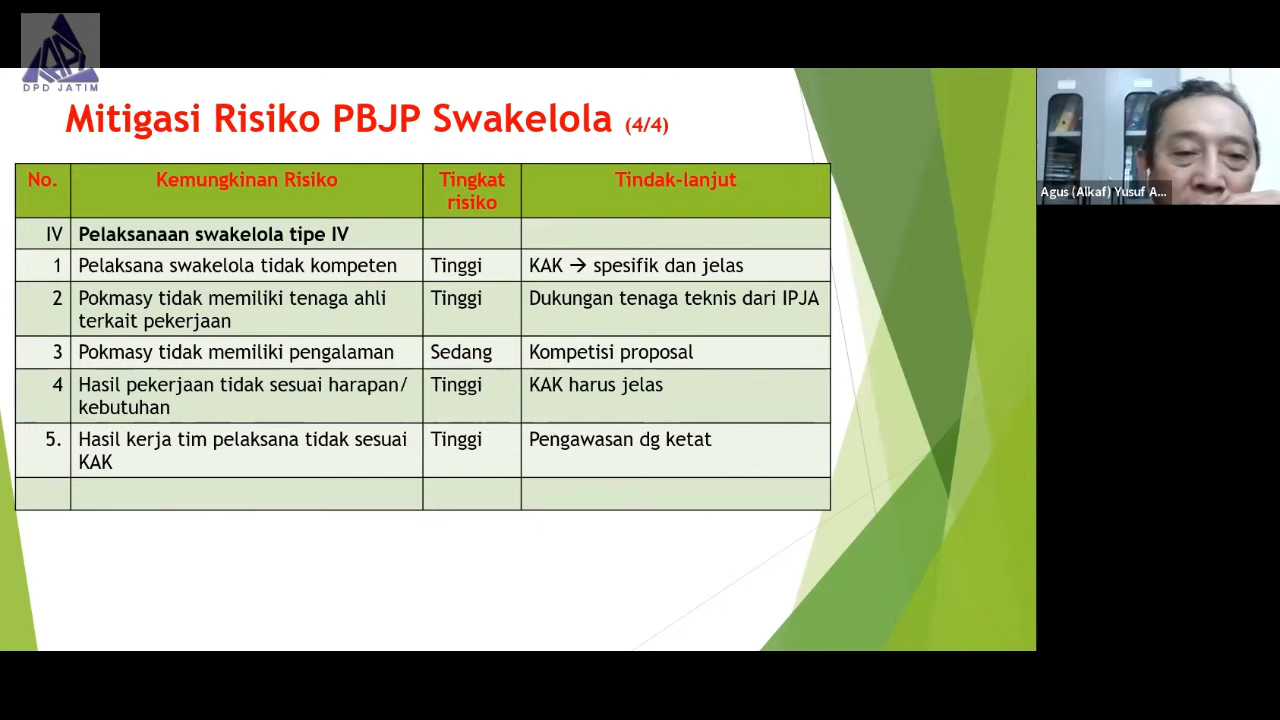 IAPI
DPD JATIM
Mitigasi Risiko PBJP Swakelola (4/4)
No. Kemungkinan Risiko Tingkat risiko Tindak-lanjut
IV Pelaksanaan swakelola tipe IV
1 Pelaksana swakelola tidak kompeten Tinggi KAK → spesifik dan jelas
2 Pokmasy tidak memiliki tenaga ahli terkait pekerjaan Tinggi Dukungan tenaga teknis dari IPJA
3 Pokmasy tidak memiliki pengalaman Sedang Kompetisi proposal
4 Hasil pekerjaan tidak sesuai harapan/ kebutuhan Tinggi KAK harus jelas
5. Hasil kerja tim pelaksana tidak sesuai KAK Tinggi Pengawasan dg ketat
Agus (Alkaf) Yusuf A...